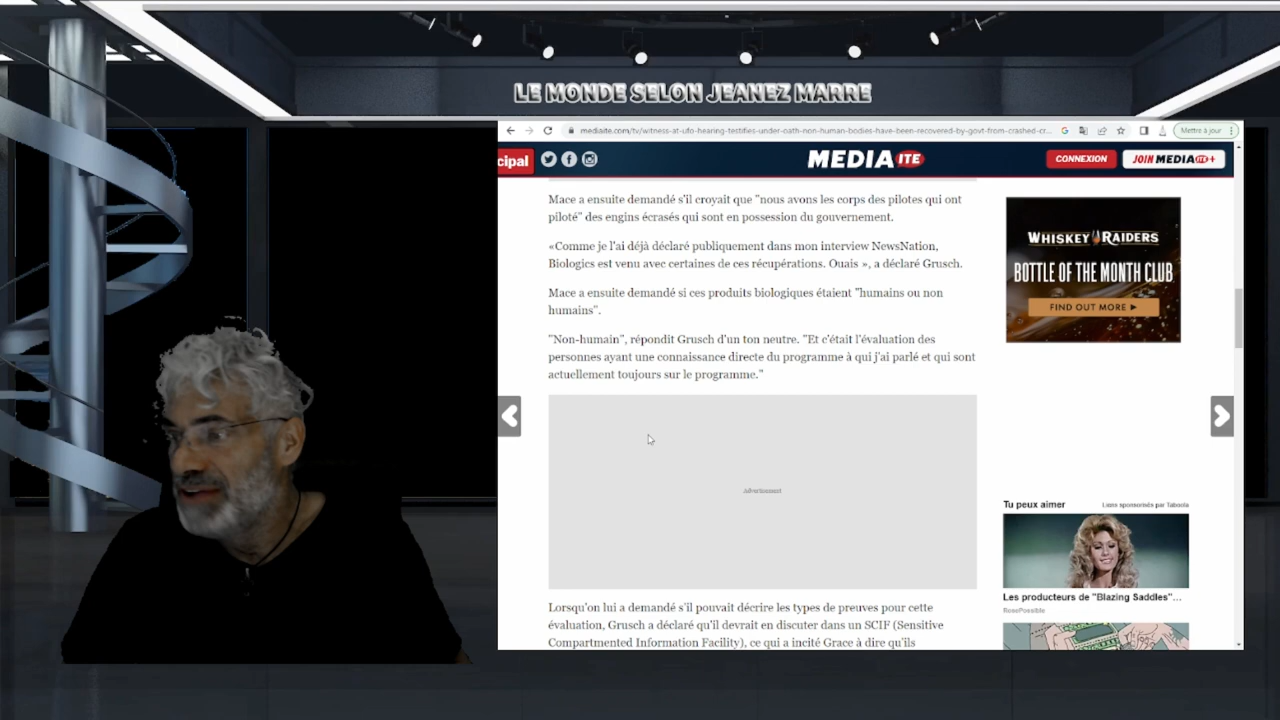 LE MONDE SELON JEANEZ MARRE
mediaite.com/tv/witness-at-ufo-hearing-testifies-under-oath-non-human-bodies-have-been-recovered-by-govt-from-crashed-cr...
Mettre à jour
cipal
MEDIAITE
CONNEXION
JOIN MEDIAITE+
Mace a ensuite demandé s'il croyait que "nous avons les corps des pilotes qui ont
piloté" des engins écrasés qui sont en possession du gouvernement.
«Comme je l'ai déjà déclaré publiquement dans mon interview NewsNation,
Biologics est venu avec certaines de ces récupérations. Ouais », a déclaré Grusch.
Mace a ensuite demandé si ces produits biologiques étaient "humains ou non
humains".
"Non-humain", répondit Grusch d'un ton neutre. "Et c'était l'évaluation des
personnes ayant une connaissance directe du programme à qui j'ai parlé et qui sont
actuellement toujours sur le programme."
Advertisement
Lorsqu'on lui a demandé s'il pouvait décrire les types de preuves pour cette
évaluation, Grusch a déclaré qu'il devrait en discuter dans un SCIF (Sensitive
Compartmented Information Facility), ce qui a incité Grace à dire qu'ils
WHISKEY RAIDERS
BOTTLE OF THE MONTH CLUB
FIND OUT MORE
Tu peux aimer
Liens sponsorisés par Taboola
Les producteurs de "Blazing Saddles"...
RosePossible